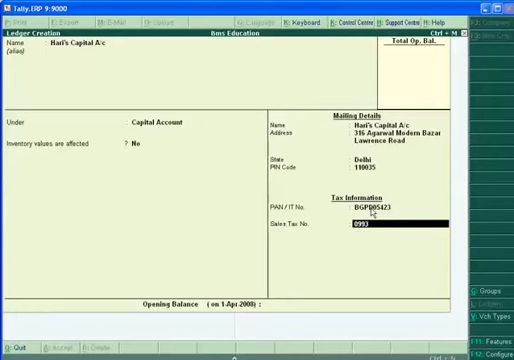 Tally.ERP 9:9000
P: Print
E: Export
M: E-Mail
O: Upload
G: Language
K: Keyboard
K: Control Centre
H: Support Centre
H: Help
Ledger Creation
Bms Education
Ctrl + M
Name : Hari's Capital A/c
(alias)
Total Op. Bal.
Under : Capital Account
Inventory values are affected ? No
Mailing Details
Name : Hari's Capital A/c
Address : 316 Agarwal Modern Bazar
Lawrence Road
State : Delhi
PIN Code : 110035
Tax Information
PAN / IT No. : BGPD05423
Sales Tax No. : 0993
Opening Balance ( on 1-Apr-2008) :
G: Groups
L: Ledgers
V: Vch Types
F11: Features
F12: Configure
Q: Quit
A: Accept
Ctrl + M